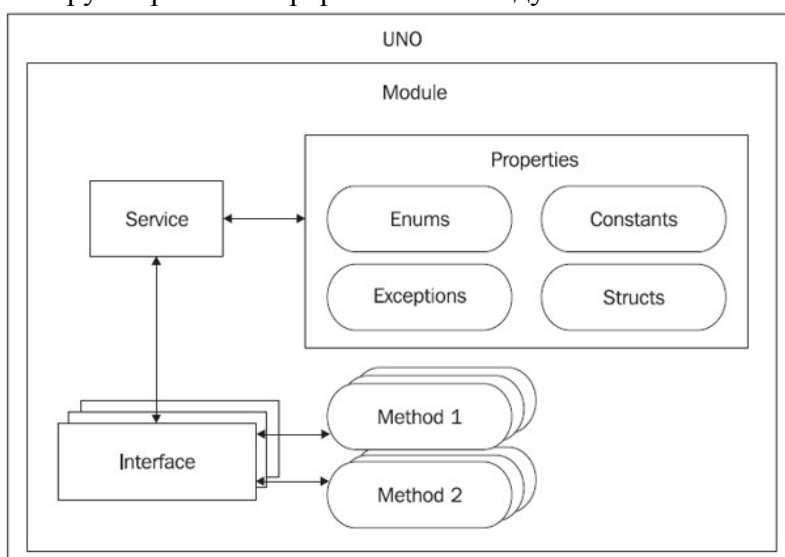 UNO
Module
Properties
Service
Enums
Constants
Exceptions
Structs
Method 1
Interface
Method 2